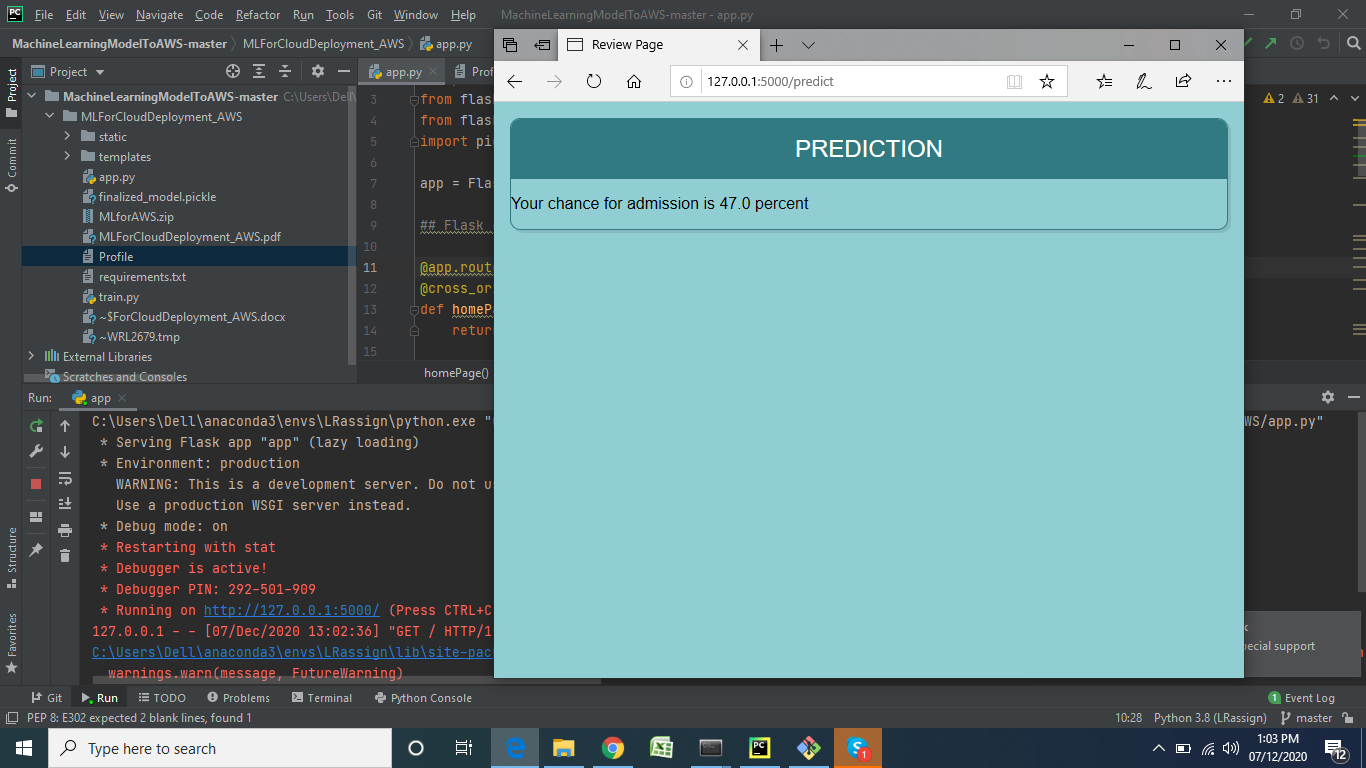 File Edit View Navigate Code Refactor Run Tools Git Window Help MachineLearningModelToAWS-master - app.py
MachineLearningModelToAWS-master MLForCloudDeployment_AWS app.py
Project
app.py
Project
MachineLearningModelToAWS-master C:\Users\Dell\
MLForCloudDeployment_AWS
static
templates
app.py
finalized_model.pickle
MLforAWS.zip
MLForCloudDeployment_AWS.pdf
Profile
requirements.txt
train.py
~$ForCloudDeployment_AWS.docx
~WRL2679.tmp
External Libraries
Scratches and Consoles
Commit
Structure
Favorites
3 from flas
4 from flas
5 import pi
6
7 app = Flas
8
9 ## Flask
10
11 @app.rout
12 @cross_or
13 def homeP
14 retur
15
homePage()
2 31
Review Page
127.0.0.1:5000/predict
PREDICTION
Your chance for admission is 47.0 percent
Run: app
C:\Users\Dell\anaconda3\envs\LRassign\python.exe "
WS/app.py"
* Serving Flask app "app" (lazy loading)
* Environment: production
WARNING: This is a development server. Do not u
Use a production WSGI server instead.
* Debug mode: on
* Restarting with stat
* Debugger is active!
* Debugger PIN: 292-501-909
* Running on http://127.0.0.1:5000/ (Press CTRL+C
127.0.0.1 - - [07/Dec/2020 13:02:36] "GET / HTTP/1
C:\Users\Dell\anaconda3\envs\LRassign\lib\site-pac
warnings.warn(message, FutureWarning)
pecial support
Git Run TODO Problems Terminal Python Console
1 Event Log
PEP 8: E302 expected 2 blank lines, found 1
10:28 Python 3.8 (LRassign) master
Type here to search
1
1:03 PM
07/12/2020
12